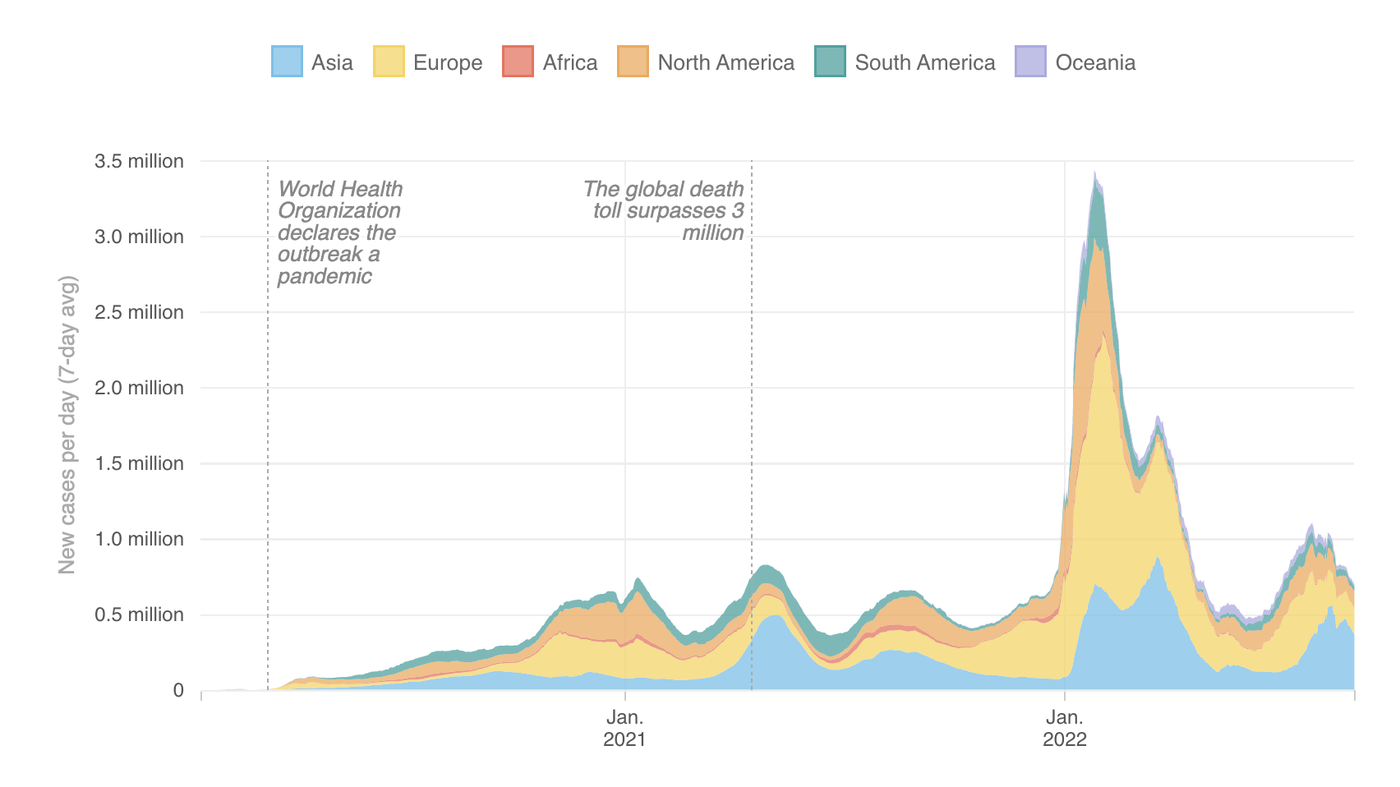 Asia Europe Africa North America South America Oceania
3.5 million
3.0 million
2.5 million
2.0 million
1.5 million
1.0 million
0.5 million
0
New cases per day (7-day avg)
World Health
Organization
declares the
outbreak a
pandemic
The global death
toll surpasses 3
million
Jan.
2021
Jan.
2022